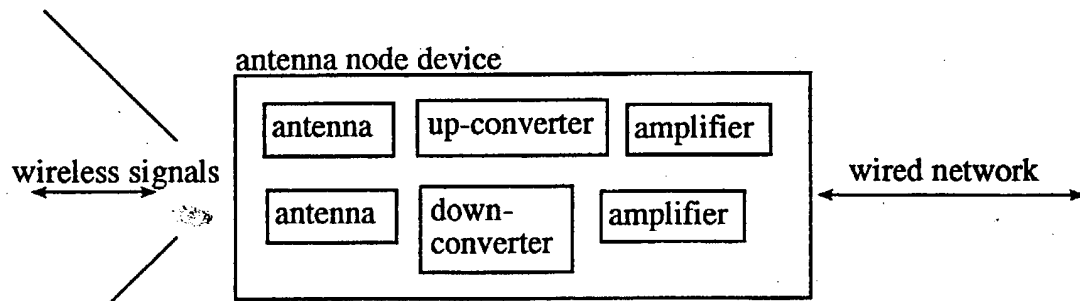 antenna node device
antenna
up-converter
amplifier
wireless signals
wired network
antenna
down-
converter
amplifier